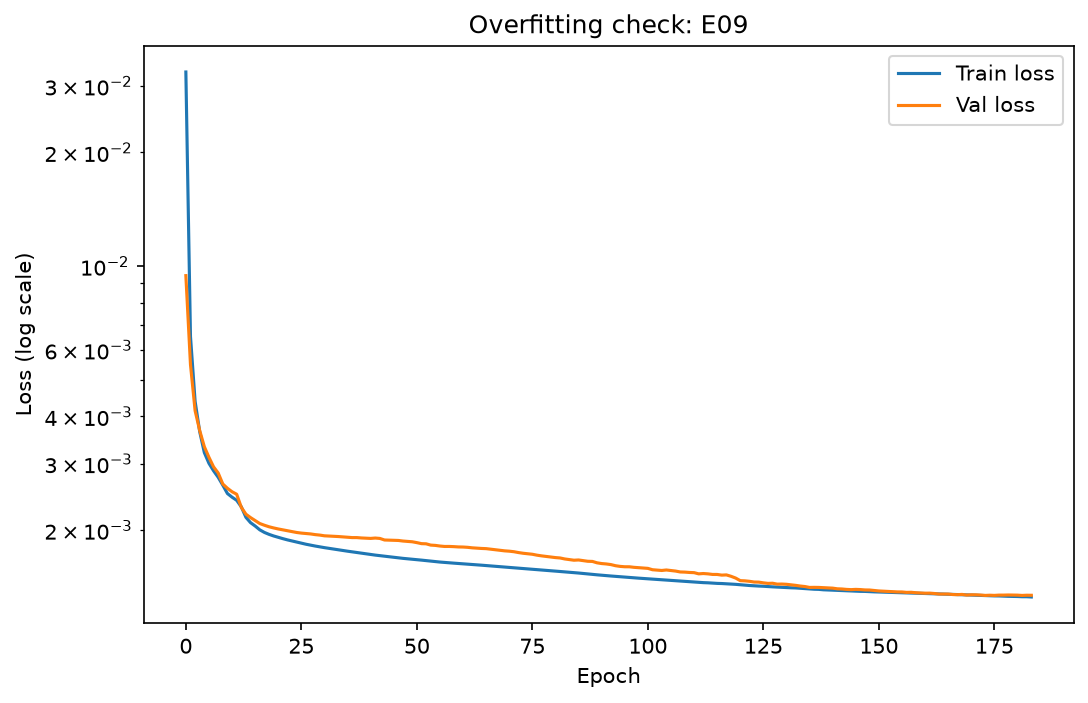 Overfitting check: E09
Train loss
Val loss
Loss (log scale)
3 × 10⁻²
2 × 10⁻²
10⁻²
6 × 10⁻³
4 × 10⁻³
3 × 10⁻³
2 × 10⁻³
0 25 50 75 100 125 150 175
Epoch